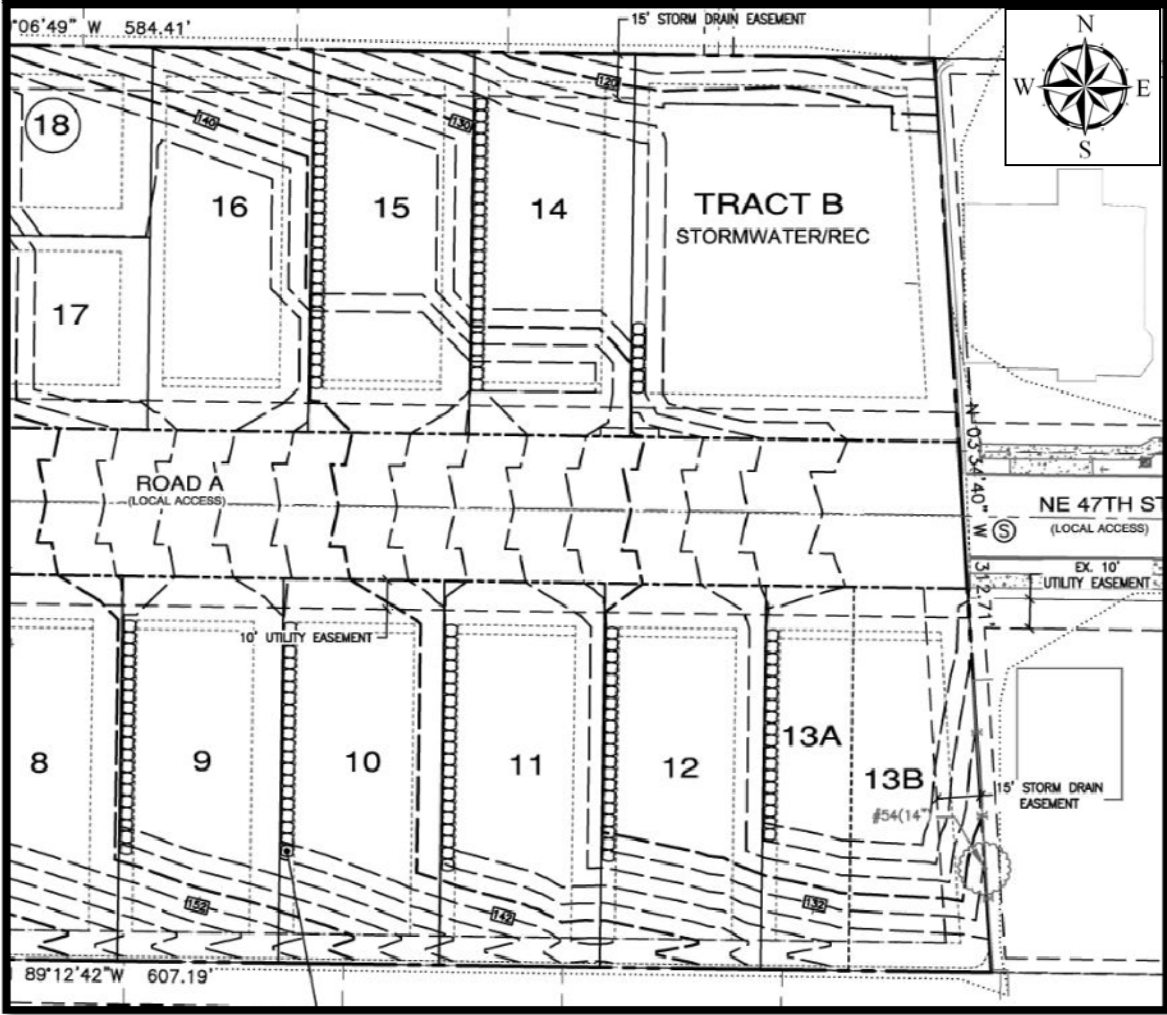 °06'49" W 584.41'
15' STORM DRAIN EASEMENT
N
W E
S
120
18
140
130
16
15
14
TRACT B
STORMWATER/REC
17
ROAD A
(LOCAL ACCESS)
N 03°34'40" W 312.71'
NE 47TH ST
(LOCAL ACCESS)
S
EX. 10'
UTILITY EASEMENT
10' UTILITY EASEMENT
8
9
10
11
12
13A
13B
#54(14")
15' STORM DRAIN
EASEMENT
152
142
132
89°12'42"W 607.19'